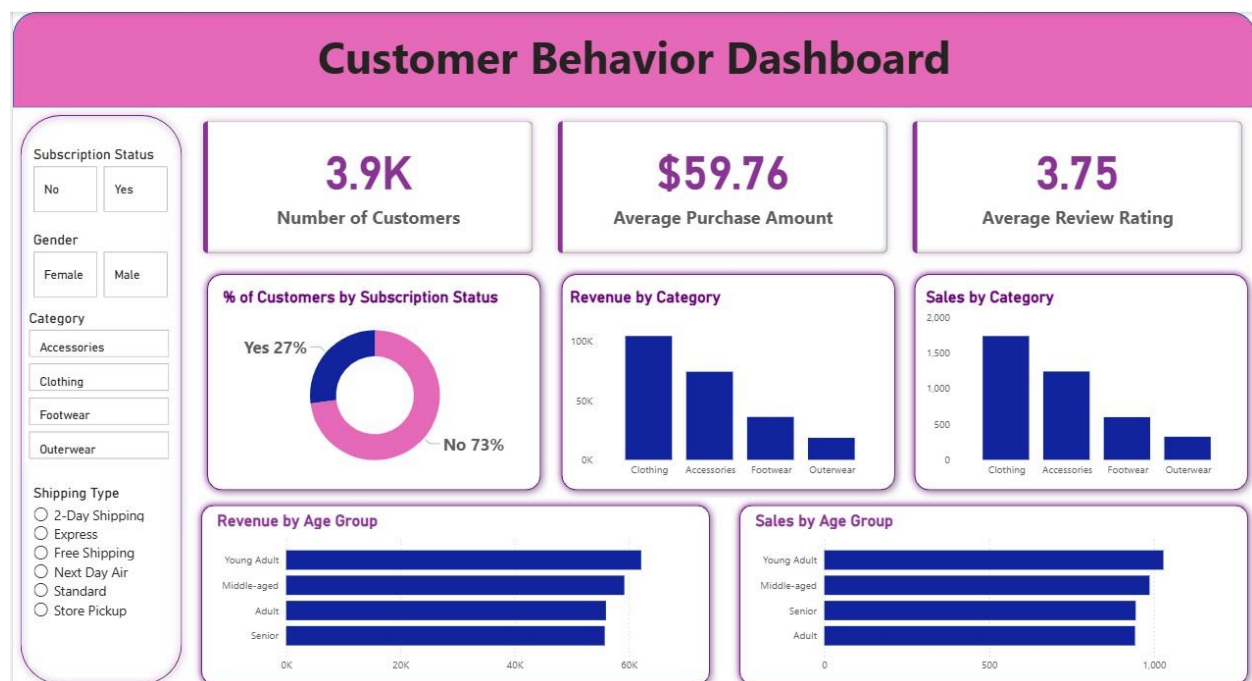 Customer Behavior Dashboard
Subscription Status
No Yes
Gender
Female Male
Category
Accessories
Clothing
Footwear
Outerwear
Shipping Type
2-Day Shipping
Express
Free Shipping
Next Day Air
Standard
Store Pickup
3.9K
Number of Customers
$59.76
Average Purchase Amount
3.75
Average Review Rating
% of Customers by Subscription Status
Yes 27%
No 73%
Revenue by Category
100K
50K
0K
Clothing Accessories Footwear Outerwear
Sales by Category
2,000
1,500
1,000
500
0
Clothing Accessories Footwear Outerwear
Revenue by Age Group
Young Adult
Middle-aged
Adult
Senior
0K 20K 40K 60K
Sales by Age Group
Young Adult
Middle-aged
Senior
Adult
0 500 1,000